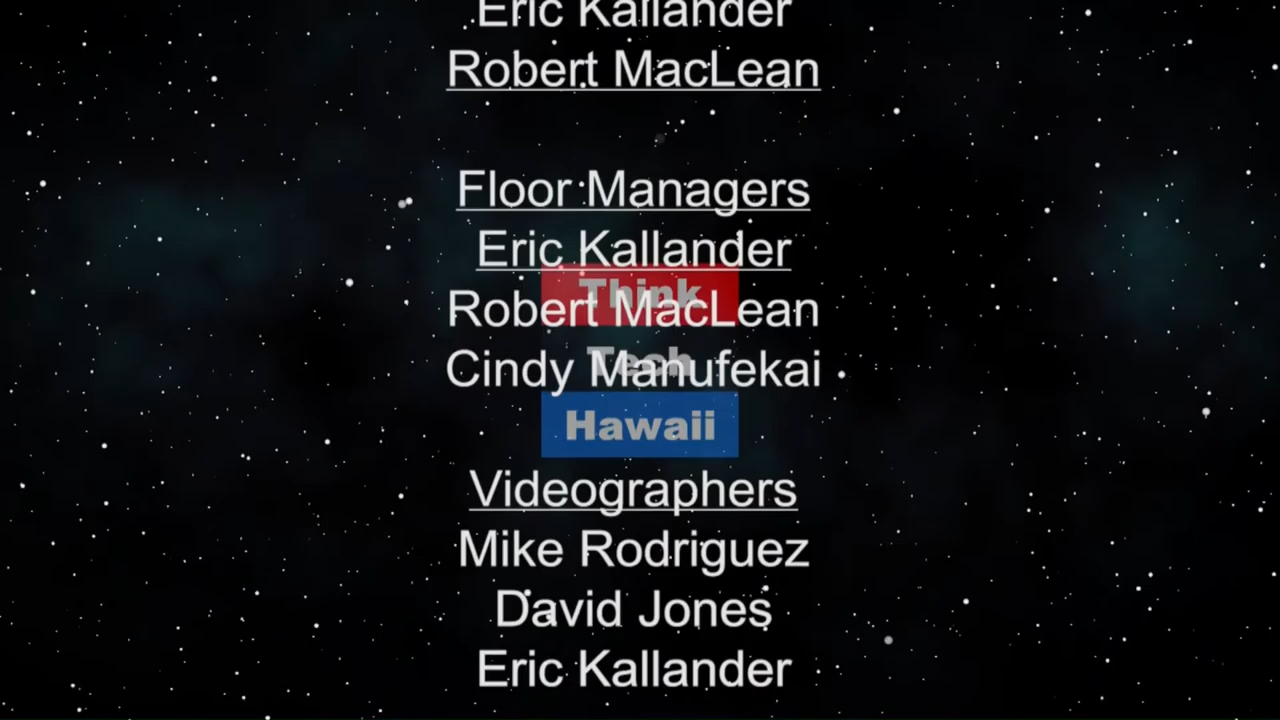 Eric Kallander
Robert MacLean
Floor Managers
Eric Kallander
Think
Robert MacLean
Tech
Cindy Manufekai
Hawaii
Videographers
Mike Rodriguez
David Jones
Eric Kallander